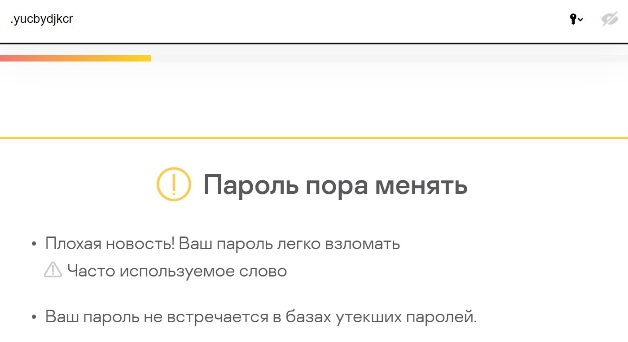 .yucbydjkcr
Пароль пора менять
• Плохая новость! Ваш пароль легко взломать
Часто используемое слово
• Ваш пароль не встречается в базах утекших паролей.